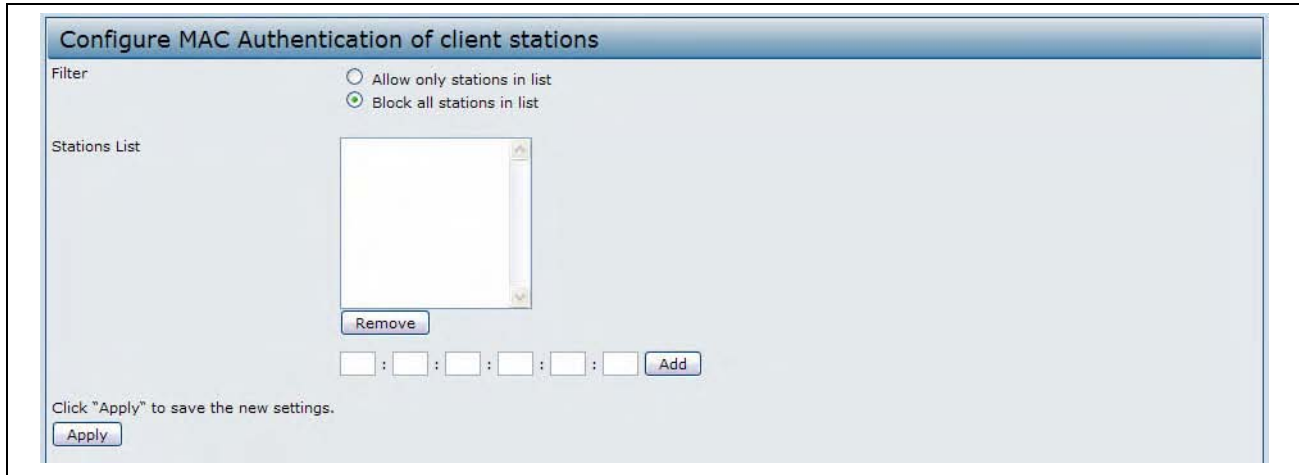 Configure MAC Authentication of client stations
Filter
Allow only stations in list
Block all stations in list
Stations List
Remove
: : : : : Add
Click "Apply" to save the new settings.
Apply